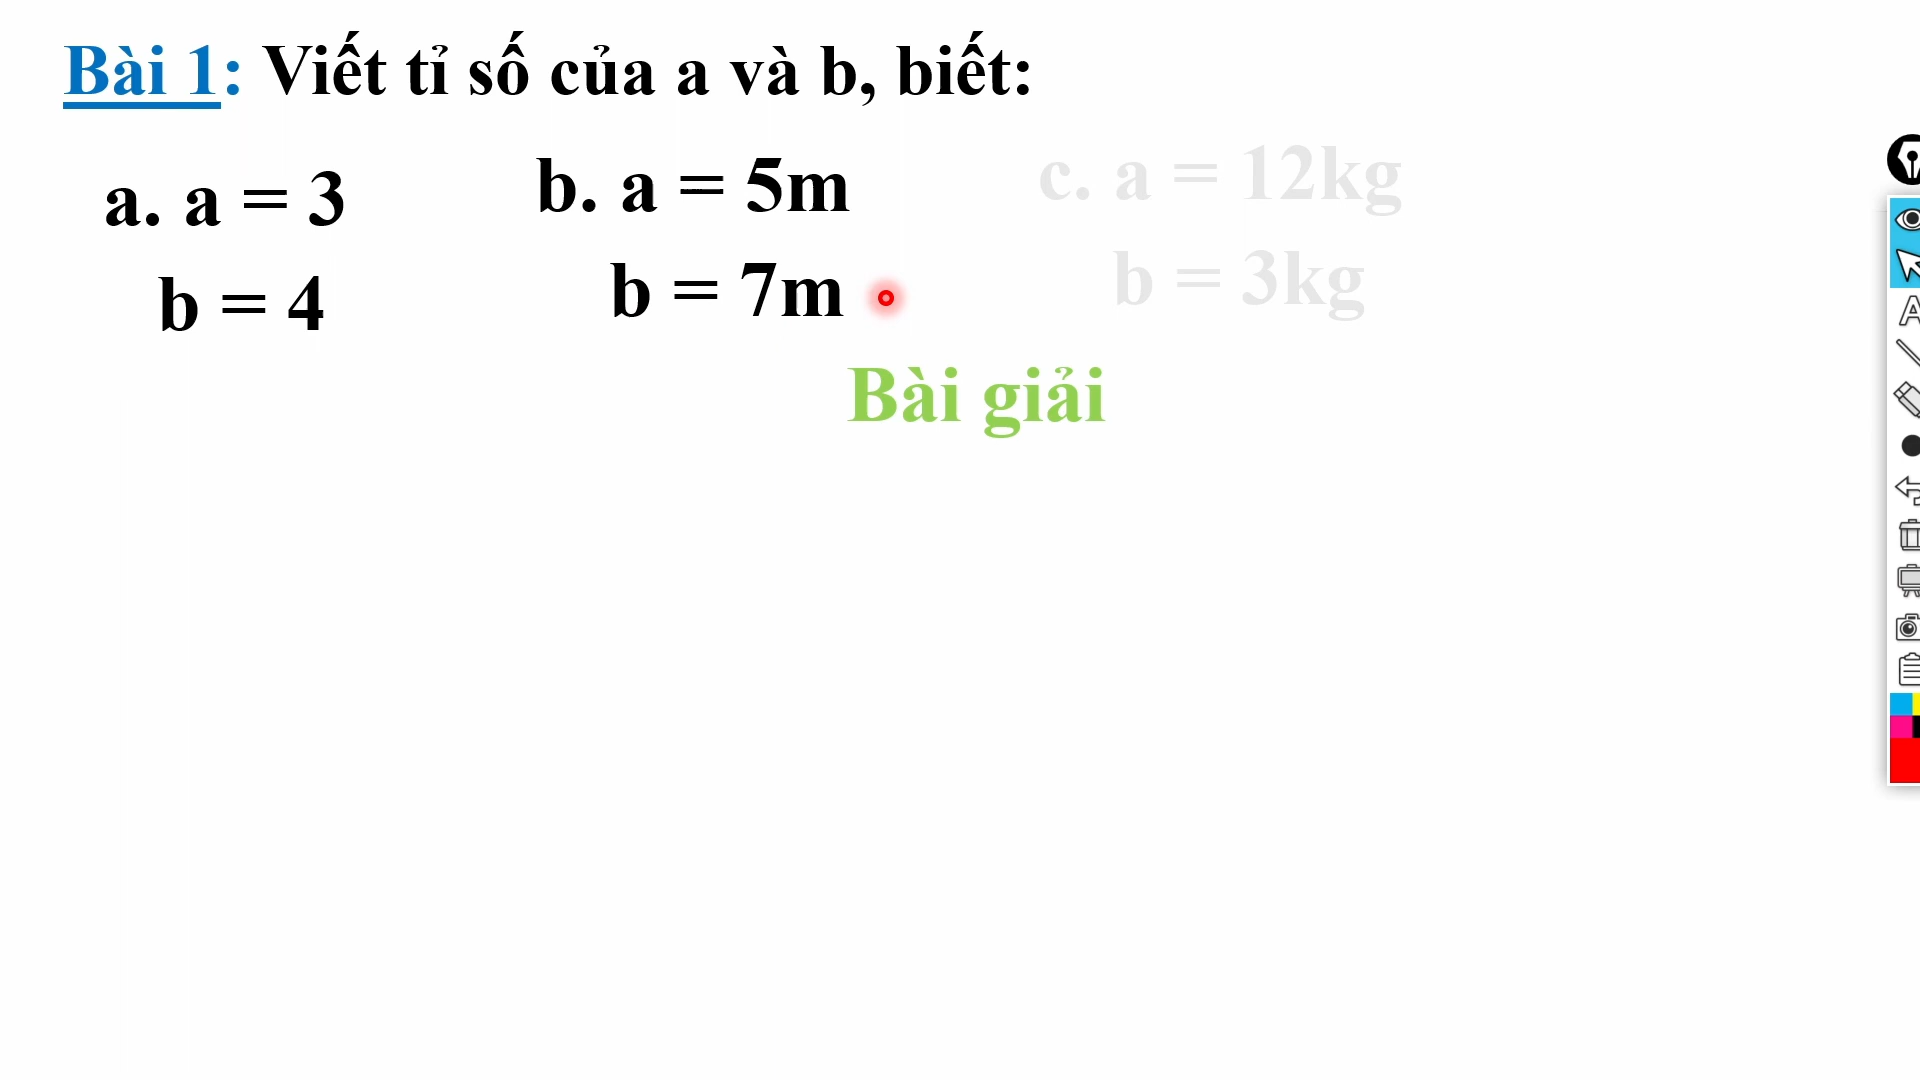 Bài 1: Viết tỉ số của a và b, biết:
a. a = 3
b = 4
b. a = 5m
b = 7m
c. a = 12kg
b = 3kg
Bài giải